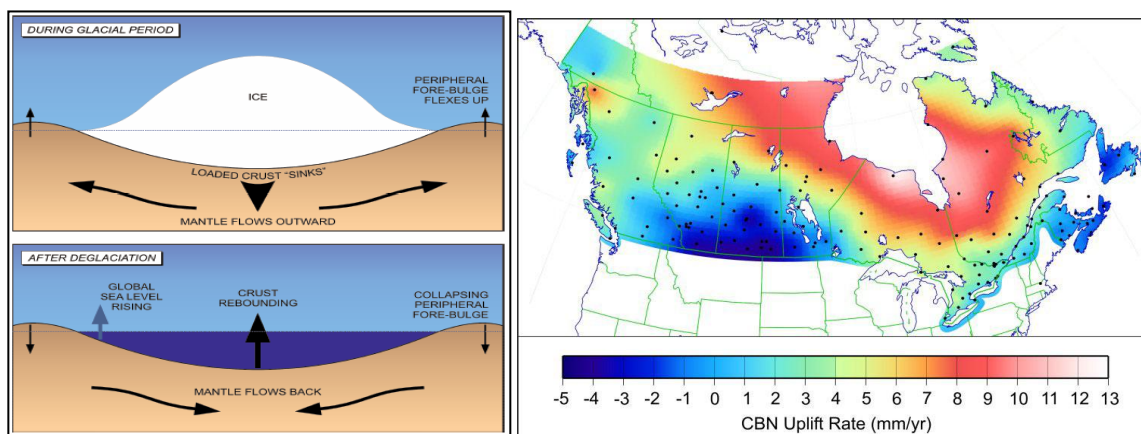 DURING GLACIAL PERIOD
ICE
PERIPHERAL
FORE-BULGE
FLEXES UP
LOADED CRUST "SINKS"
MANTLE FLOWS OUTWARD
AFTER DEGLACIATION
GLOBAL
SEA LEVEL
RISING
CRUST
REBOUNDING
COLLAPSING
PERIPHERAL
FORE-BULGE
MANTLE FLOWS BACK
-5 -4 -3 -2 -1 0 1 2 3 4 5 6 7 8 9 10 11 12 13
CBN Uplift Rate (mm/yr)